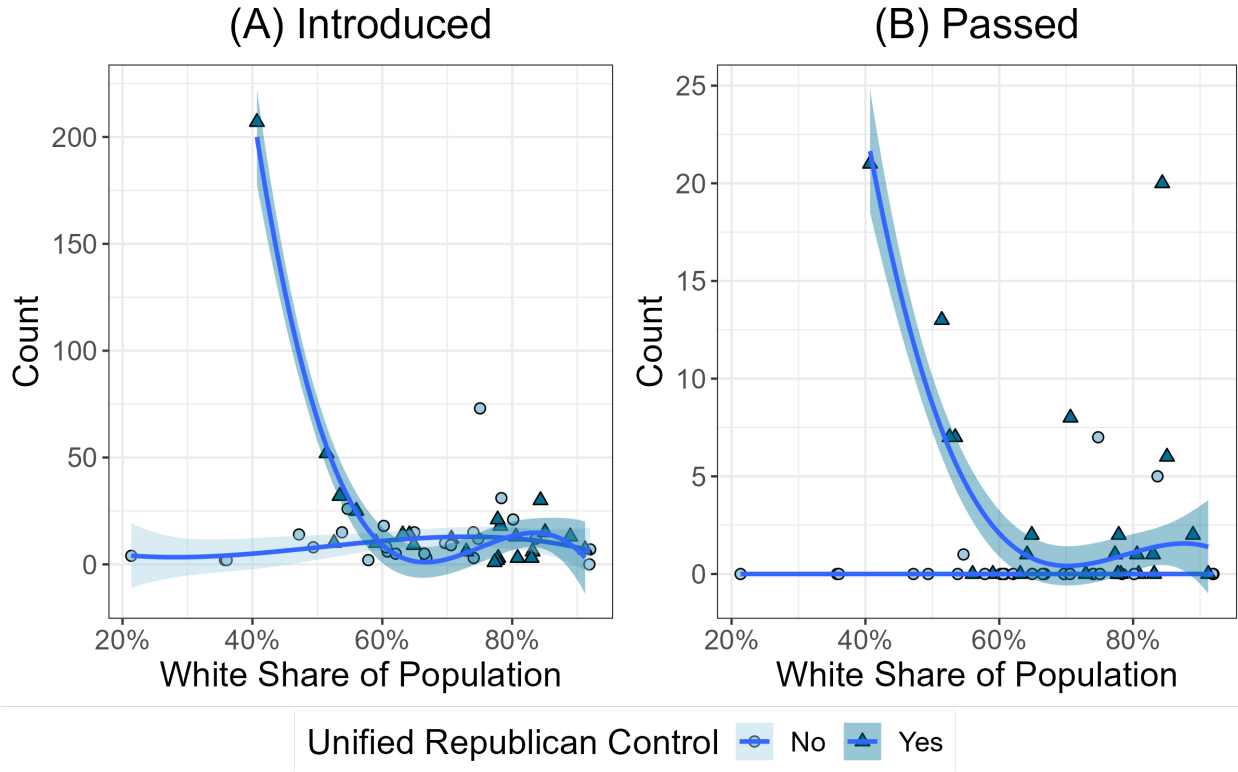 (A) Introduced
Count
200
150
100
50
0
20% 40% 60% 80%
White Share of Population
(B) Passed
Count
25
20
15
10
5
0
20% 40% 60% 80%
White Share of Population
Unified Republican Control No Yes